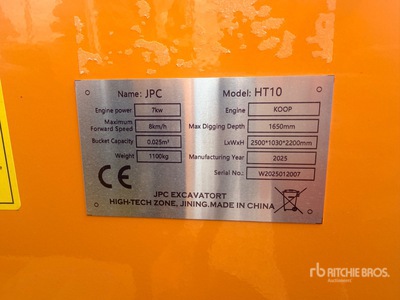 Name: JPC Model: HT10
Engine power 7kw Engine KOOP
Maximum Forward Speed 8km/h Max Digging Depth 1650mm
Bucket Capacity 0.025m³ LxWxH 2500*1030*2200mm
Weight 1100kg Manufacturing Year 2025
Serial No.: W2025012007
CE
JPC EXCAVATORT
HIGH-TECH ZONE, JINING.MADE IN CHINA
rb RITCHIE BROS.